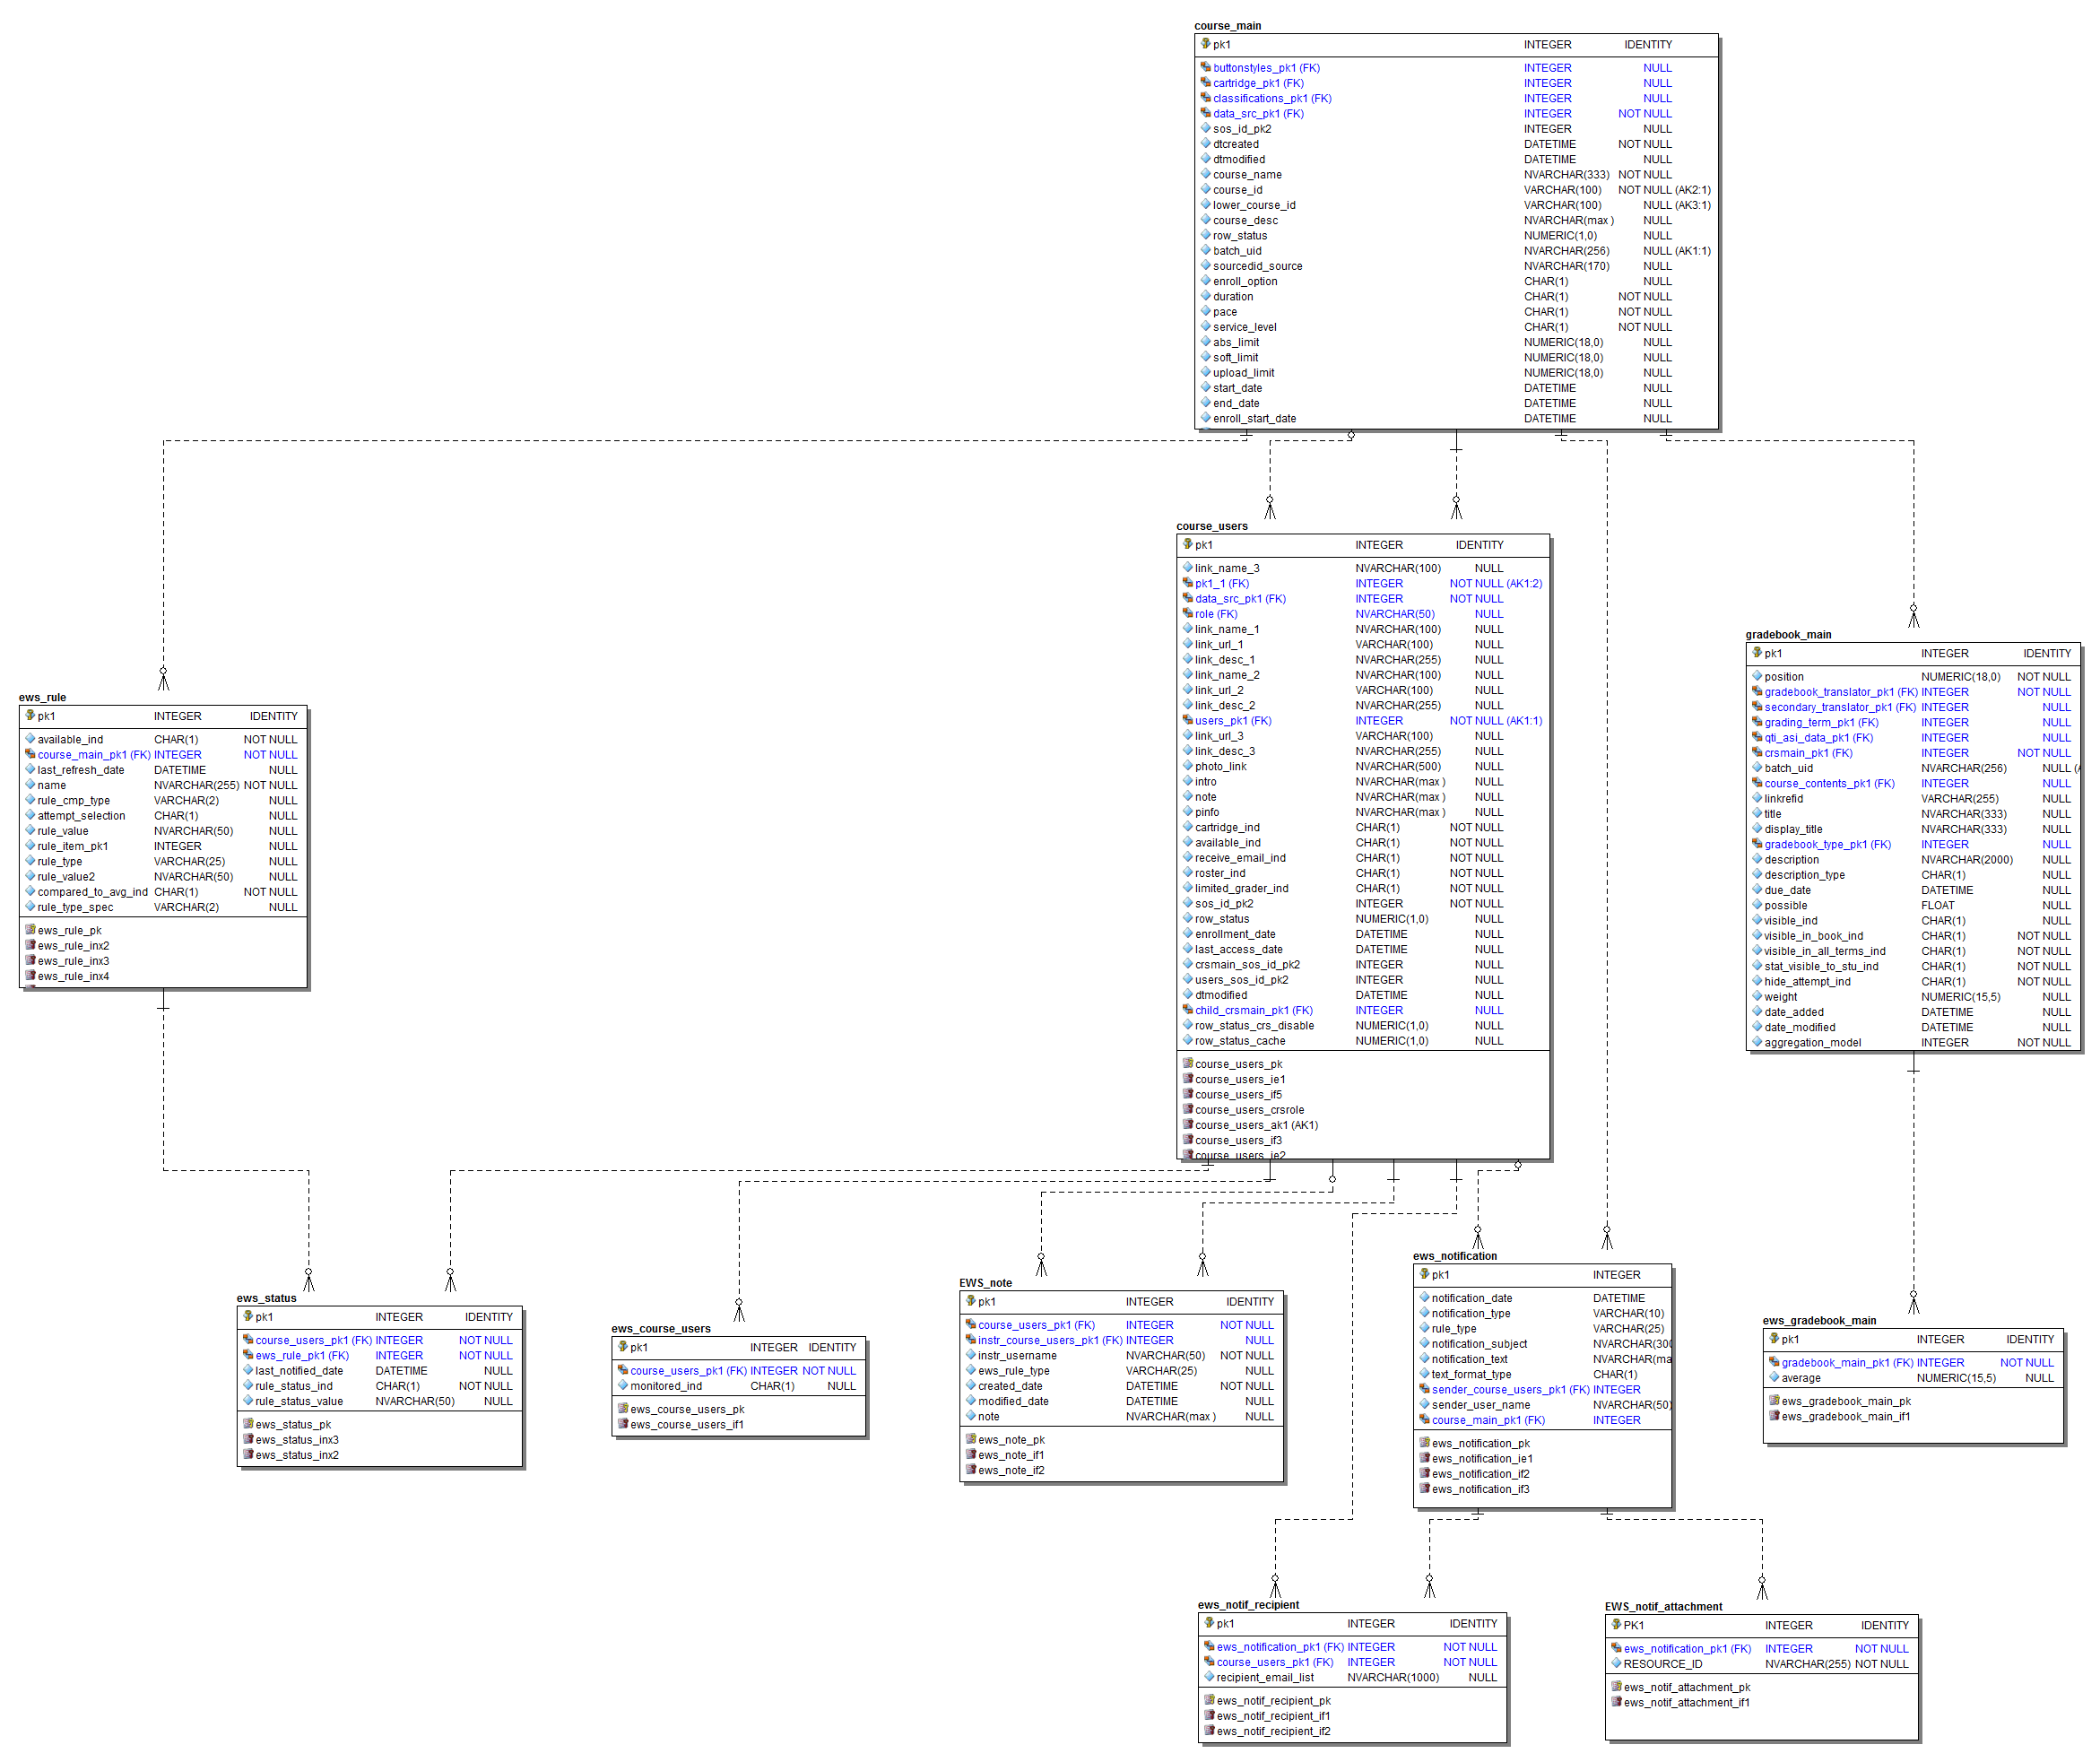 course_main
pk1 INTEGER IDENTITY
buttonstyles_pk1 (FK) INTEGER NULL
cartridge_pk1 (FK) INTEGER NULL
classifications_pk1 (FK) INTEGER NULL
data_src_pk1 (FK) INTEGER NOT NULL
sos_id_pk2 INTEGER NULL
dtcreated DATETIME NOT NULL
dtmodified DATETIME NULL
course_name NVARCHAR(333) NOT NULL
course_id VARCHAR(100) NOT NULL (AK2:1)
lower_course_id VARCHAR(100) NULL (AK3:1)
course_desc NVARCHAR(max ) NULL
row_status NUMERIC(1,0) NULL
batch_uid NVARCHAR(256) NULL (AK1:1)
sourcedid_source NVARCHAR(170) NULL
enroll_option CHAR(1) NULL
duration CHAR(1) NOT NULL
pace CHAR(1) NOT NULL
service_level CHAR(1) NOT NULL
abs_limit NUMERIC(18,0) NULL
soft_limit NUMERIC(18,0) NULL
upload_limit NUMERIC(18,0) NULL
start_date DATETIME NULL
end_date DATETIME NULL
enroll_start_date DATETIME NULL
course_users
pk1 INTEGER IDENTITY
link_name_3 NVARCHAR(100) NULL
pk1_1 (FK) INTEGER NOT NULL (AK1:2)
data_src_pk1 (FK) INTEGER NOT NULL
role (FK) NVARCHAR(50) NULL
link_name_1 NVARCHAR(100) NULL
link_url_1 VARCHAR(100) NULL
link_desc_1 NVARCHAR(255) NULL
link_name_2 NVARCHAR(100) NULL
link_url_2 VARCHAR(100) NULL
link_desc_2 NVARCHAR(255) NULL
users_pk1 (FK) INTEGER NOT NULL (AK1:1)
link_url_3 VARCHAR(100) NULL
link_desc_3 NVARCHAR(255) NULL
photo_link NVARCHAR(500) NULL
intro NVARCHAR(max ) NULL
note NVARCHAR(max ) NULL
pinfo NVARCHAR(max ) NULL
cartridge_ind CHAR(1) NOT NULL
available_ind CHAR(1) NOT NULL
receive_email_ind CHAR(1) NOT NULL
roster_ind CHAR(1) NOT NULL
limited_grader_ind CHAR(1) NOT NULL
sos_id_pk2 INTEGER NOT NULL
row_status NUMERIC(1,0) NULL
enrollment_date DATETIME NULL
last_access_date DATETIME NULL
crsmain_sos_id_pk2 INTEGER NULL
users_sos_id_pk2 INTEGER NULL
dtmodified DATETIME NULL
child_crsmain_pk1 (FK) INTEGER NULL
row_status_crs_disable NUMERIC(1,0) NULL
row_status_cache NUMERIC(1,0) NULL
course_users_pk
course_users_ie1
course_users_if5
course_users_crsrole
course_users_ak1 (AK1)
course_users_if3
course_users_ie2
gradebook_main
pk1 INTEGER IDENTITY
position NUMERIC(18,0) NOT NULL
gradebook_translator_pk1 (FK) INTEGER NOT NULL
secondary_translator_pk1 (FK) INTEGER NULL
grading_term_pk1 (FK) INTEGER NULL
qti_asi_data_pk1 (FK) INTEGER NULL
crsmain_pk1 (FK) INTEGER NOT NULL
batch_uid NVARCHAR(256) NULL (A
course_contents_pk1 (FK) INTEGER NULL
linkrefid VARCHAR(255) NULL
title NVARCHAR(333) NULL
display_title NVARCHAR(333) NULL
gradebook_type_pk1 (FK) INTEGER NULL
description NVARCHAR(2000) NULL
description_type CHAR(1) NULL
due_date DATETIME NULL
possible FLOAT NULL
visible_ind CHAR(1) NULL
visible_in_book_ind CHAR(1) NOT NULL
visible_in_all_terms_ind CHAR(1) NOT NULL
stat_visible_to_stu_ind CHAR(1) NOT NULL
hide_attempt_ind CHAR(1) NOT NULL
weight NUMERIC(15,5) NULL
date_added DATETIME NULL
date_modified DATETIME NULL
aggregation_model INTEGER NOT NULL
ews_rule
pk1 INTEGER IDENTITY
available_ind CHAR(1) NOT NULL
course_main_pk1 (FK) INTEGER NOT NULL
last_refresh_date DATETIME NULL
name NVARCHAR(255) NOT NULL
rule_cmp_type VARCHAR(2) NULL
attempt_selection CHAR(1) NULL
rule_value NVARCHAR(50) NULL
rule_item_pk1 INTEGER NULL
rule_type VARCHAR(25) NULL
rule_value2 NVARCHAR(50) NULL
compared_to_avg_ind CHAR(1) NOT NULL
rule_type_spec VARCHAR(2) NULL
ews_rule_pk
ews_rule_inx2
ews_rule_inx3
ews_rule_inx4
ews_status
pk1 INTEGER IDENTITY
course_users_pk1 (FK) INTEGER NOT NULL
ews_rule_pk1 (FK) INTEGER NOT NULL
last_notified_date DATETIME NULL
rule_status_ind CHAR(1) NOT NULL
rule_status_value NVARCHAR(50) NULL
ews_status_pk
ews_status_inx3
ews_status_inx2
ews_course_users
pk1 INTEGER IDENTITY
course_users_pk1 (FK) INTEGER NOT NULL
monitored_ind CHAR(1) NULL
ews_course_users_pk
ews_course_users_if1
EWS_note
pk1 INTEGER IDENTITY
course_users_pk1 (FK) INTEGER NOT NULL
instr_course_users_pk1 (FK) INTEGER NULL
instr_username NVARCHAR(50) NOT NULL
ews_rule_type VARCHAR(25) NULL
created_date DATETIME NOT NULL
modified_date DATETIME NULL
note NVARCHAR(max ) NULL
ews_note_pk
ews_note_if1
ews_note_if2
ews_notification
pk1 INTEGER
notification_date DATETIME
notification_type VARCHAR(10)
rule_type VARCHAR(25)
notification_subject NVARCHAR(300
notification_text NVARCHAR(ma
text_format_type CHAR(1)
sender_course_users_pk1 (FK) INTEGER
sender_user_name NVARCHAR(50)
course_main_pk1 (FK) INTEGER
ews_notification_pk
ews_notification_ie1
ews_notification_if2
ews_notification_if3
ews_gradebook_main
pk1 INTEGER IDENTITY
gradebook_main_pk1 (FK) INTEGER NOT NULL
average NUMERIC(15,5) NULL
ews_gradebook_main_pk
ews_gradebook_main_if1
ews_notif_recipient
pk1 INTEGER IDENTITY
ews_notification_pk1 (FK) INTEGER NOT NULL
course_users_pk1 (FK) INTEGER NOT NULL
recipient_email_list NVARCHAR(1000) NULL
ews_notif_recipient_pk
ews_notif_recipient_if1
ews_notif_recipient_if2
EWS_notif_attachment
PK1 INTEGER IDENTITY
ews_notification_pk1 (FK) INTEGER NOT NULL
RESOURCE_ID NVARCHAR(255) NOT NULL
ews_notif_attachment_pk
ews_notif_attachment_if1